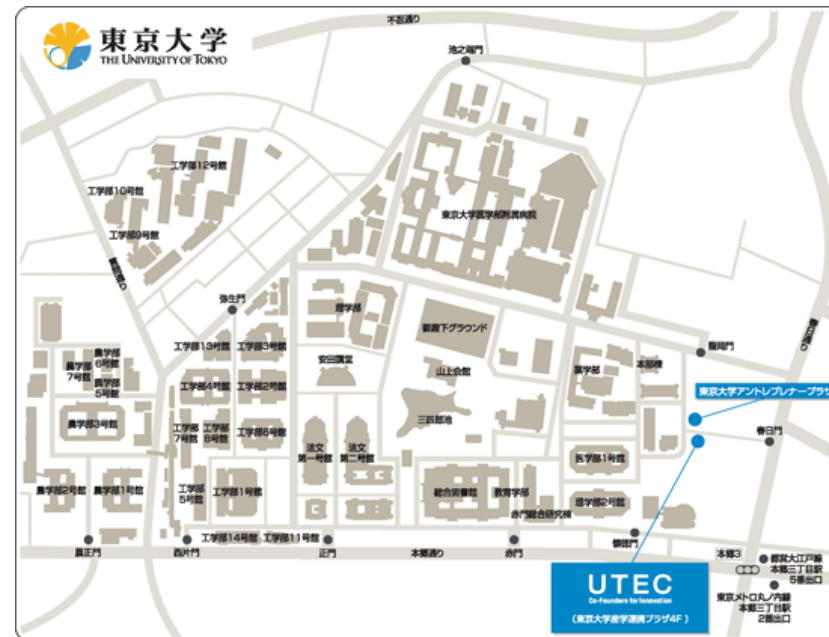 東京大学
THE UNIVERSITY OF TOKYO
不忍通り
池之端門
工学部12号館
工学部10号館
工学部9号館
東京大学医学部附属病院
弥生門
理学部
御殿下グラウンド
龍岡門
春日通り
工学部13号館
工学部3号館
安田講堂
山上会館
薬学部
本部棟
農学部
6号館
農学部
7号館
農学部
5号館
工学部4号館
工学部2号館
東京大学アントレプレナープラザ
農学部3号館
工学部
7号館
工学部
8号館
工学部6号館
三四郎池
法文
第一号館
法文
第二号館
春日門
医学部1号館
農学部2号館
農学部1号館
工学部
5号館
工学部1号館
総合図書館
教育学部
理学部2号館
赤門総合研究棟
工学部14号館
工学部11号館
農正門
西片門
正門
本郷通り
赤門
懐徳門
本郷3
都営大江戸線
本郷三丁目駅
5番出口
東京メトロ丸ノ内線
本郷三丁目駅
2番出口
UTEC
Co-Founders for Innovation
(東京大学産学連携プラザ4F)